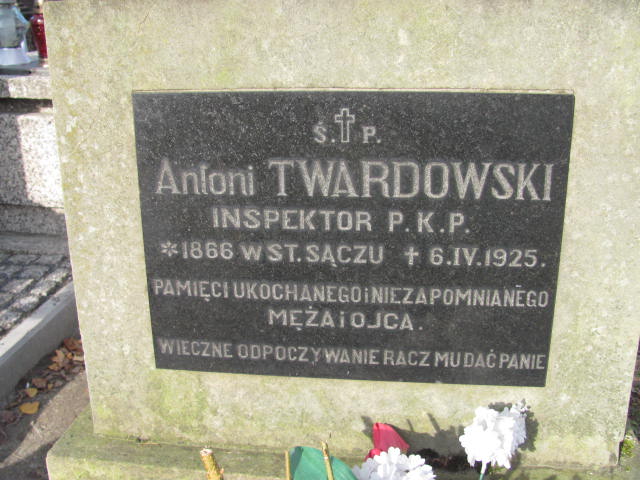 Ś.✝P.
Antoni TWARDOWSKI
INSPEKTOR P.K.P.
*1866 W ST. SĄCZU †6.IV.1925.
PAMIĘCI UKOCHANEGO i NIEZAPOMNIANEGO
MĘŻA i OJCA.
WIECZNE ODPOCZYWANIE RACZ MU DAĆ PANIE